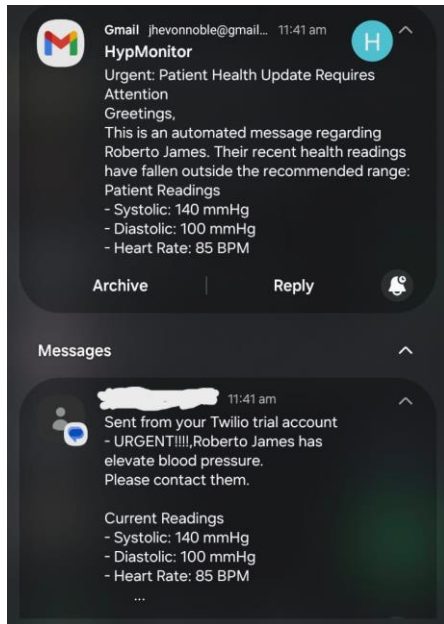 Gmail jhevonnoble@gmail... 11:41 am
H
HypMonitor
Urgent: Patient Health Update Requires
Attention
Greetings,
This is an automated message regarding
Roberto James. Their recent health readings
have fallen outside the recommended range:
Patient Readings
- Systolic: 140 mmHg
- Diastolic: 100 mmHg
- Heart Rate: 85 BPM
Archive Reply
Messages
11:41 am
Sent from your Twilio trial account
- URGENT!!!!,Roberto James has
elevate blood pressure.
Please contact them.
Current Readings
- Systolic: 140 mmHg
- Diastolic: 100 mmHg
- Heart Rate: 85 BPM
...